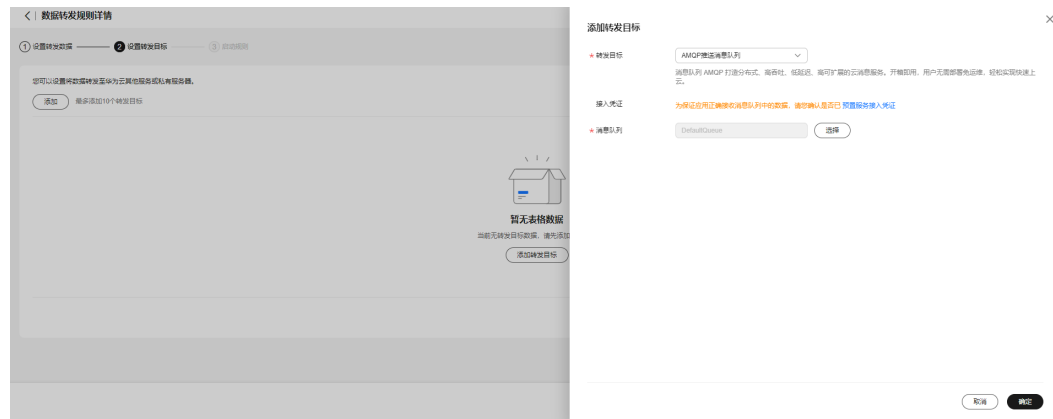 数据转发规则详情
1 设置转发数据 2 设置转发目标 3 启动规则
您可以设置将数据转发至华为云其他服务或私有服务器。
添加 最多添加10个转发目标
暂无表格数据
当前无转发目标数据，请先添加
添加转发目标
添加转发目标
★ 转发目标 AMQP推送消息队列
消息队列 AMQP 打造分布式、高吞吐、低延迟、高可扩展的云消息服务。开箱即用，用户无需部署免运维，轻松实现快速上
云。
接入凭证 为保证应用正确接收消息队列中的数据，请您确认是否已 预置服务接入凭证
★ 消息队列 DefaultQueue 选择
取消 确定